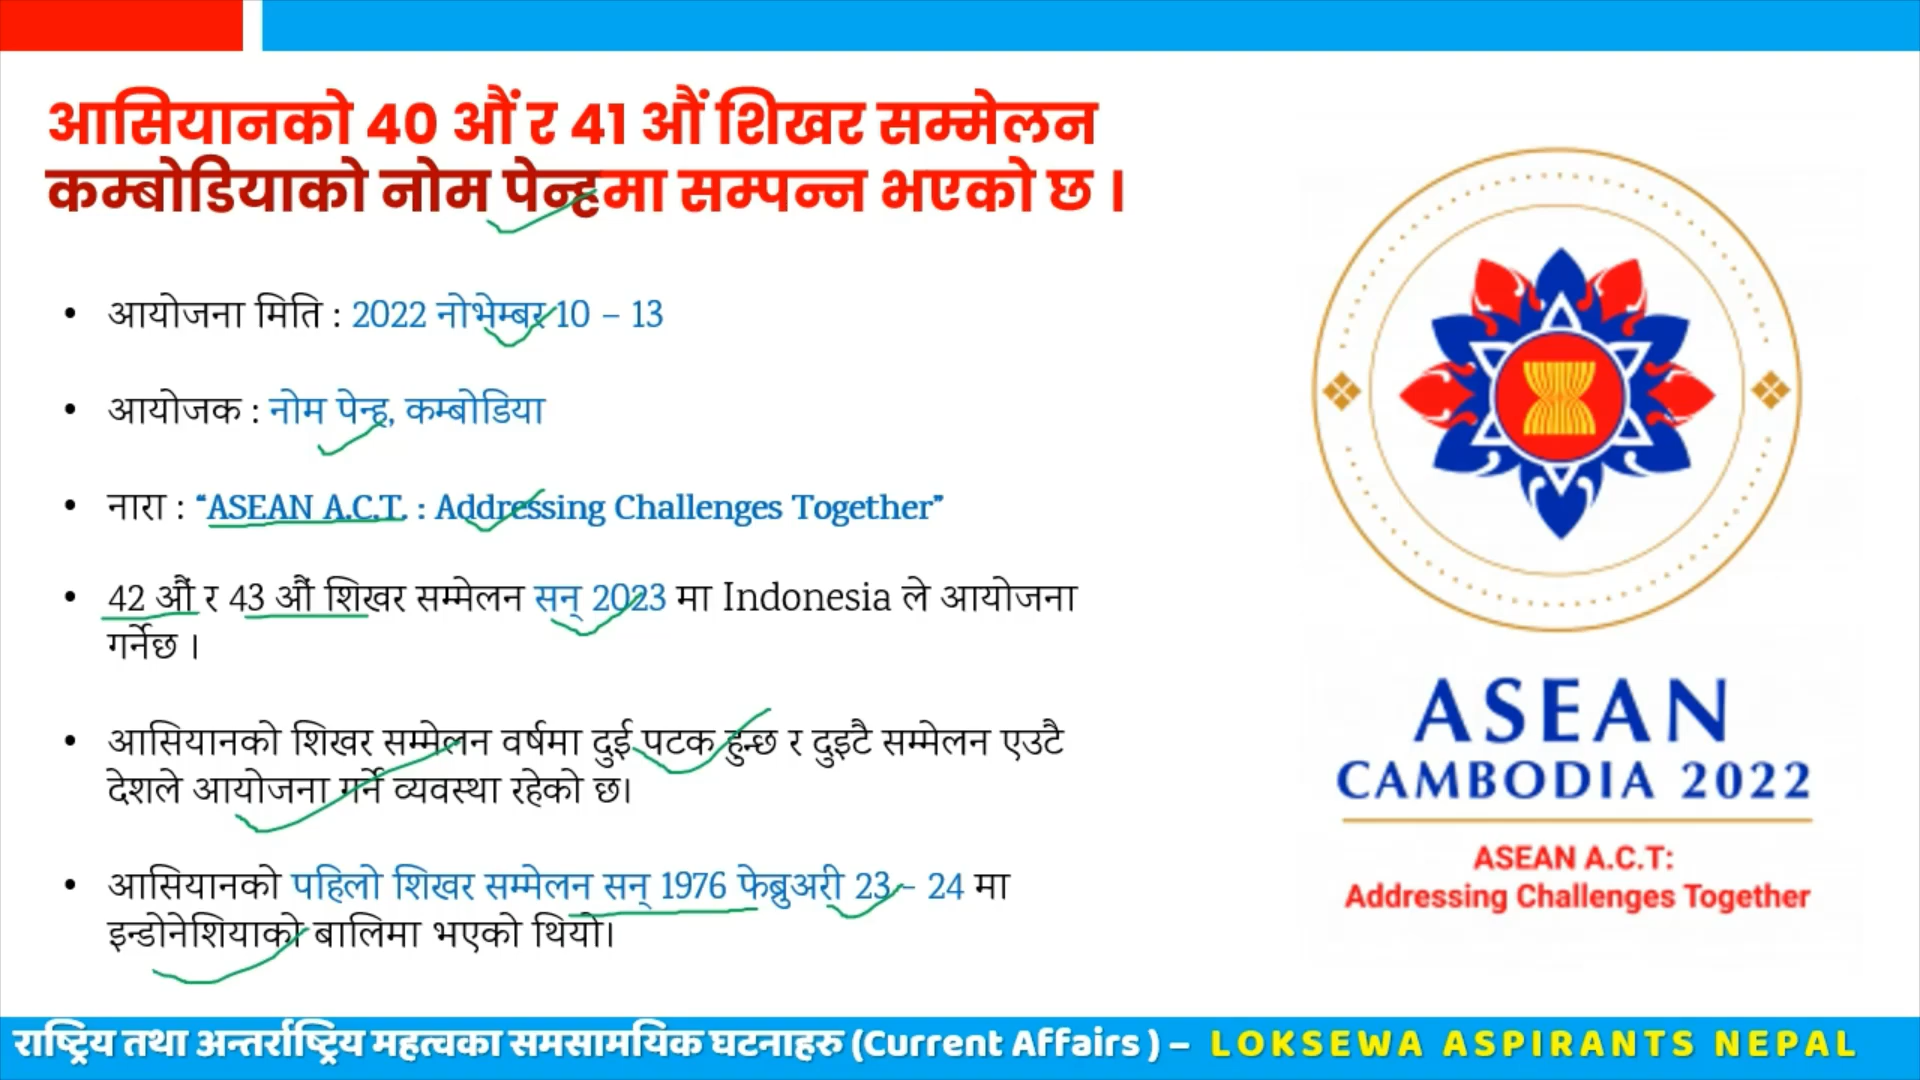 आसियानको 40 औं र 41 औं शिखर सम्मेलन
कम्बोडियाको नोम पेन्हमा सम्पन्न भएको छ ।
• आयोजना मिति : 2022 नोभेम्बर 10 – 13
• आयोजक : नोम पेन्ह, कम्बोडिया
• नारा : “ASEAN A.C.T. : Addressing Challenges Together”
• 42 औं र 43 औं शिखर सम्मेलन सन् 2023 मा Indonesia ले आयोजना
गर्नेछ ।
• आसियानको शिखर सम्मेलन वर्षमा दुई पटक हुन्छ र दुइटै सम्मेलन एउटै
देशले आयोजना गर्ने व्यवस्था रहेको छ।
• आसियानको पहिलो शिखर सम्मेलन सन् 1976 फेब्रुअरी 23 – 24 मा
इन्डोनेशियाको बालिमा भएको थियो।
ASEAN
CAMBODIA 2022
ASEAN A.C.T:
Addressing Challenges Together
राष्ट्रिय तथा अन्तर्राष्ट्रिय महत्वका समसामयिक घटनाहरु (Current Affairs ) – LOKSEWA ASPIRANTS NEPAL